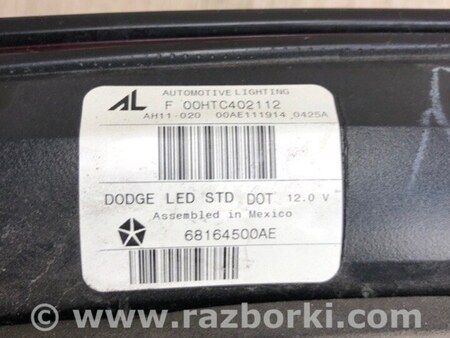 AL AUTOMOTIVE LIGHTING
F 00HTC402112
AH11-020 00AE111914 0425A
DODGE LED STD DOT 12.0 V
Assembled in Mexico
68164500AE
www.razborki.com